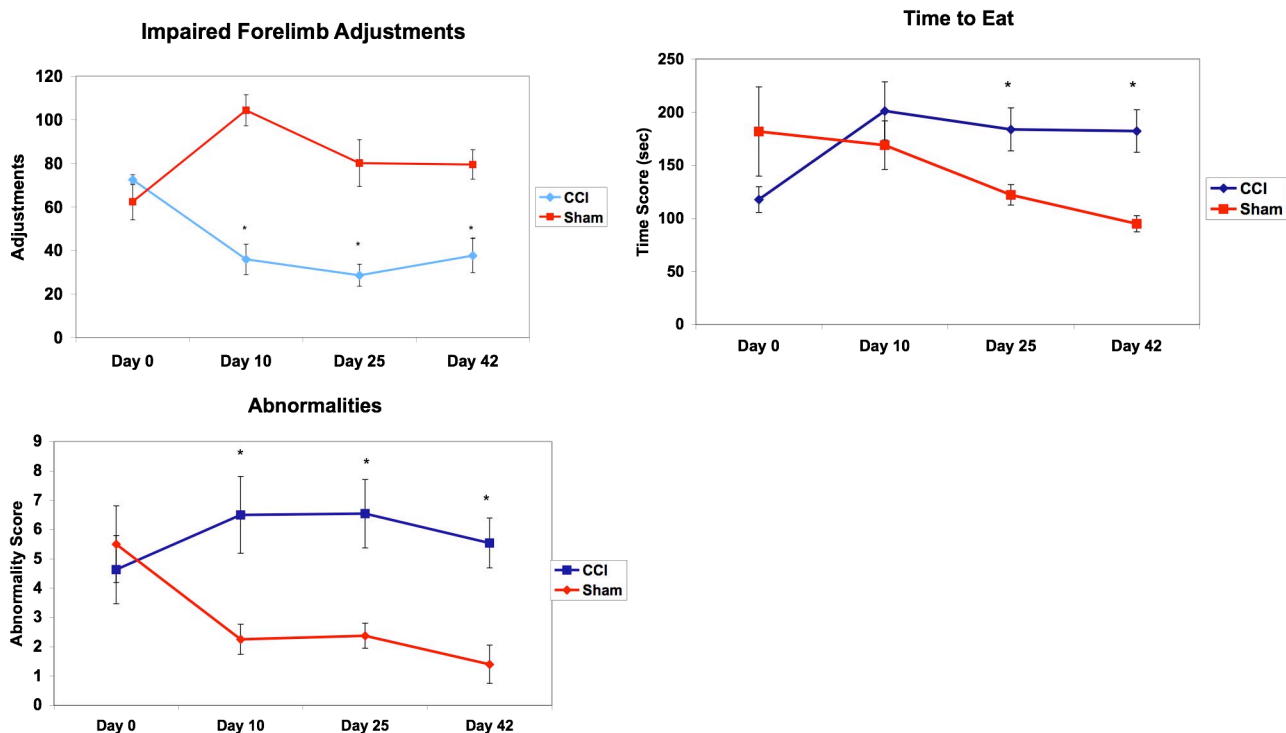 Impaired Forelimb Adjustments
120
100
80
60
40
20
0
Adjustments
*
*
*
Day 0 Day 10 Day 25 Day 42
CCI
Sham
Time to Eat
250
200
150
100
50
0
Time Score (sec)
*
*
Day 0 Day 10 Day 25 Day 42
CCI
Sham
Abnormalities
9
8
7
6
5
4
3
2
1
0
Abnormality Score
*
*
*
Day 0 Day 10 Day 25 Day 42
CCI
Sham